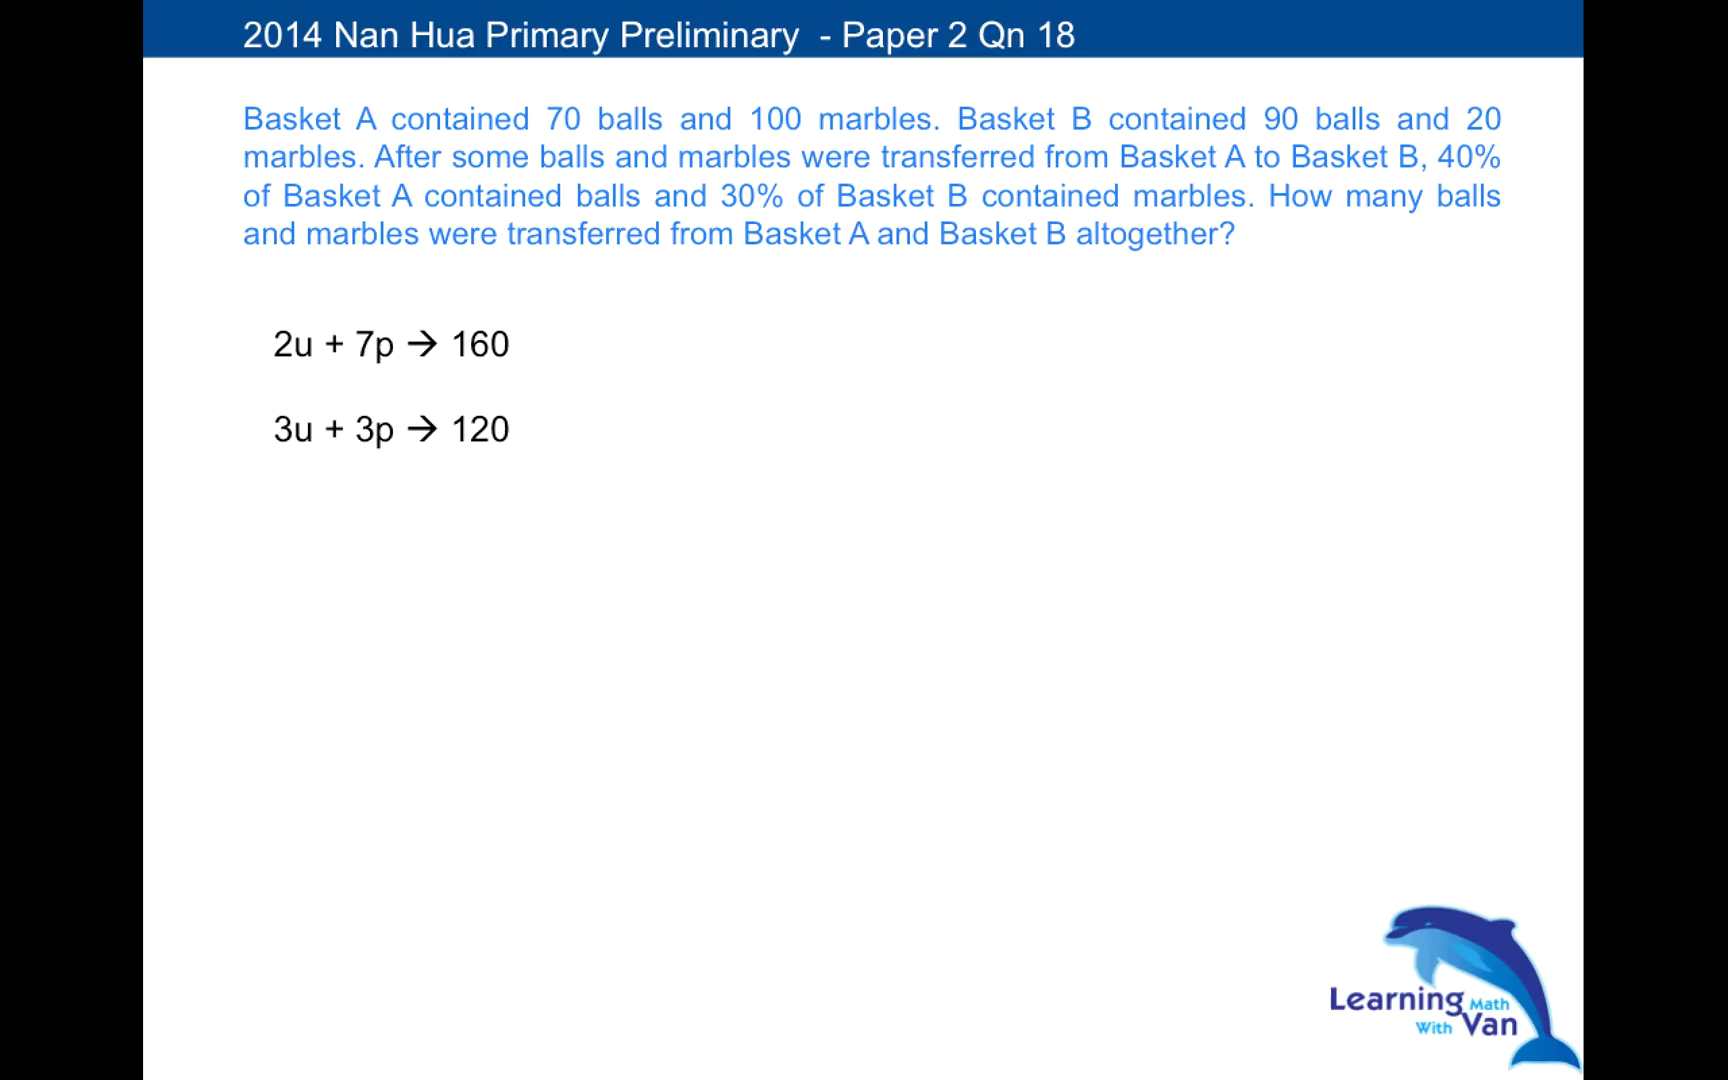 2014 Nan Hua Primary Preliminary - Paper 2 Qn 18
Basket A contained 70 balls and 100 marbles. Basket B contained 90 balls and 20
marbles. After some balls and marbles were transferred from Basket A to Basket B, 40%
of Basket A contained balls and 30% of Basket B contained marbles. How many balls
and marbles were transferred from Basket A and Basket B altogether?
2u + 7p → 160
3u + 3p → 120
Learning Math
With Van